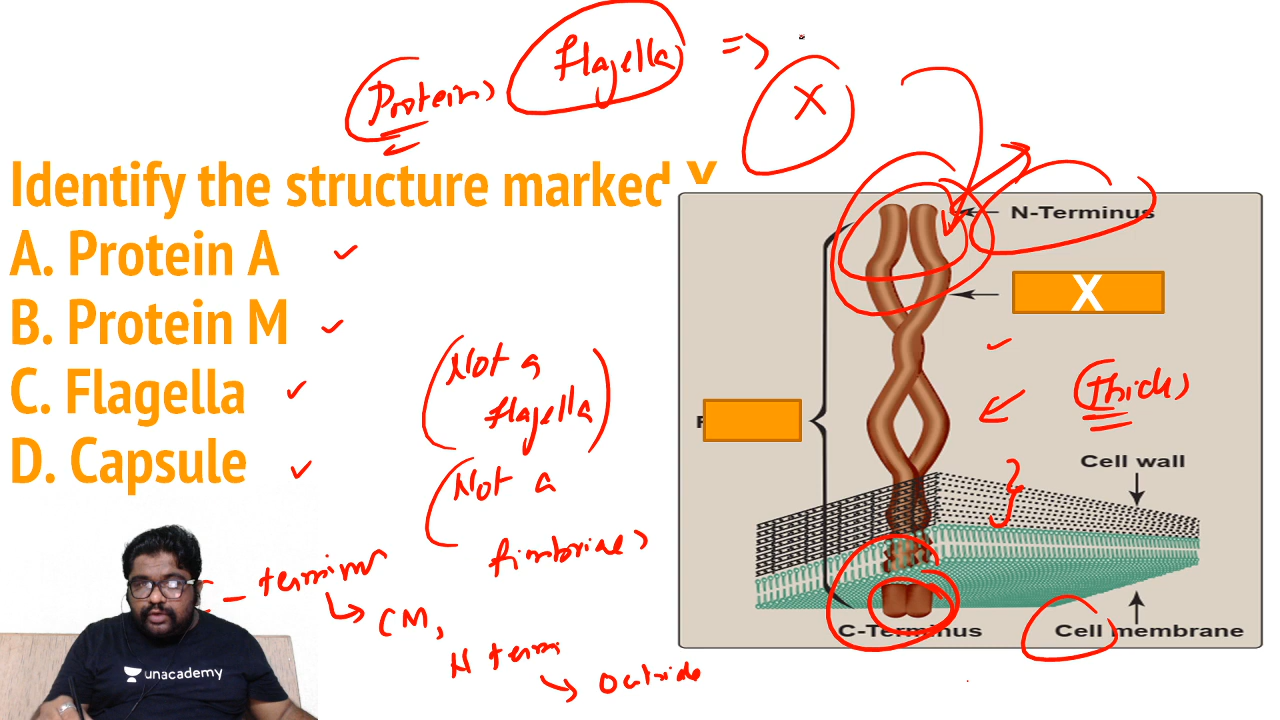 Flagella =>
Protein,
X
Identify the structure marked X
A. Protein A
B. Protein M
C. Flagella
D. Capsule
N-Terminus
X
(Not a
flagella)
(Not a
fimbriae)
(thick)
Cell wall
C-Terminus
Cell membrane
C - terminus
CM,
N term
outside
unacademy